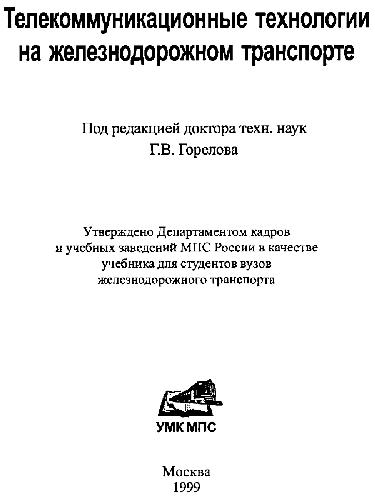 Телекоммуникационные технологии
на железнодорожном транспорте
Под редакцией доктора техн. наук
Г.В. Горелова
Утверждено Департаментом кадров
и учебных заведений МПС России в качестве
учебника для студентов вузов
железнодорожного транспорта
УМК МПС
Москва
1999